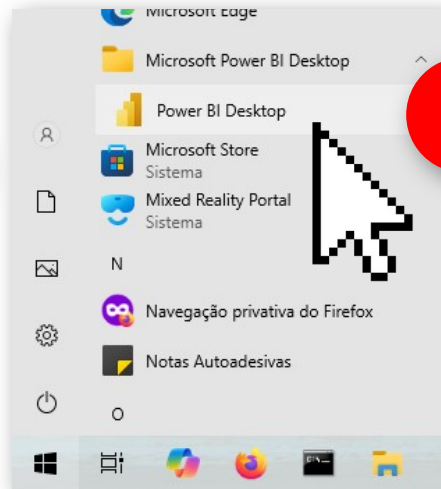 Microsoft Edge
Microsoft Power BI Desktop
Power BI Desktop
Microsoft Store
Sistema
Mixed Reality Portal
Sistema
N
Navegação privativa do Firefox
Notas Autoadesivas
O